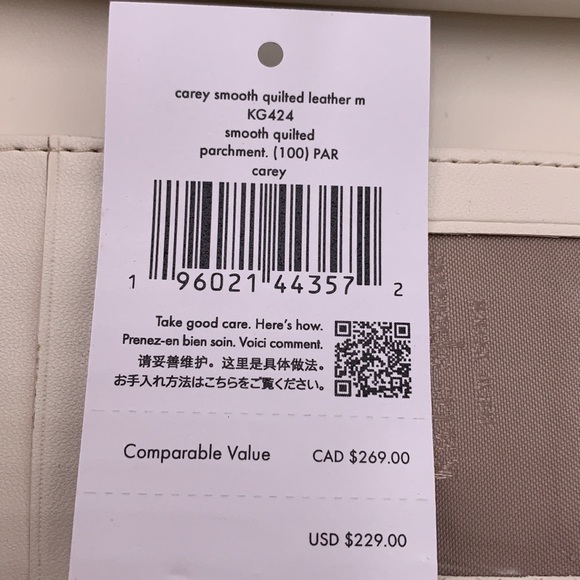 carey smooth quilted leather m
KG424
smooth quilted
parchment. (100) PAR
carey
1 96021 44357 2
Take good care. Here's how.
Prenez-en bien soin. Voici comment.
请妥善维护。这里是具体做法。
お手入れ方法はこちらをご覧ください。
Comparable Value CAD $269.00
USD $229.00